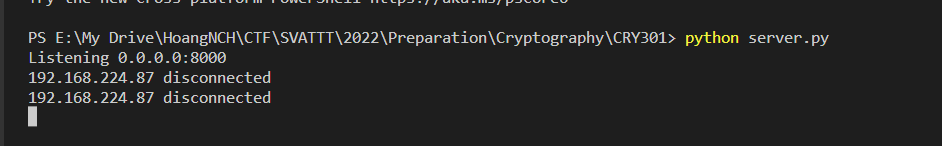 Try the new cross-platform PowerShell https://aka.ms/pscore6
PS E:\My Drive\HoangNCH\CTF\SVATTT\2022\Preparation\Cryptography\CRY301> python server.py
Listening 0.0.0.0:8000
192.168.224.87 disconnected
192.168.224.87 disconnected